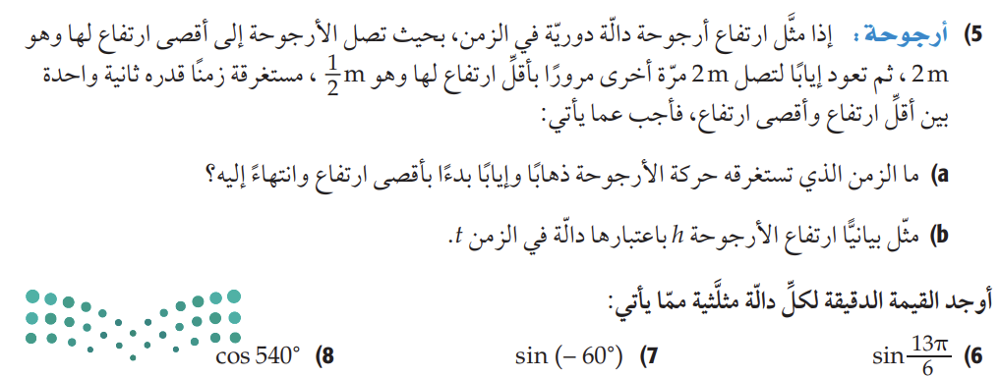 (5 أرجوحة: إذا مثَّل ارتفاع أرجوحة دالّة دوريّة في الزمن، بحيث تصل الأرجوحة إلى أقصى ارتفاع لها وهو
2 m ، ثم تعود إيابًا لتصل 2 m مرّة أخرى مرورًا بأقلِّ ارتفاع لها وهو 1/2 m ، مستغرقة زمنًا قدره ثانية واحدة
بين أقلِّ ارتفاع وأقصى ارتفاع، فأجب عما يأتي:
(a ما الزمن الذي تستغرقه حركة الأرجوحة ذهابًا وإيابًا بدءًا بأقصى ارتفاع وانتهاءً إليه؟
(b مثّل بيانيًّا ارتفاع الأرجوحة h باعتبارها دالّة في الزمن t.
أوجد القيمة الدقيقة لكلِّ دالّة مثلَّثية ممّا يأتي:
(6 sin 13π/6 (7 sin (– 60°) (8 cos 540°